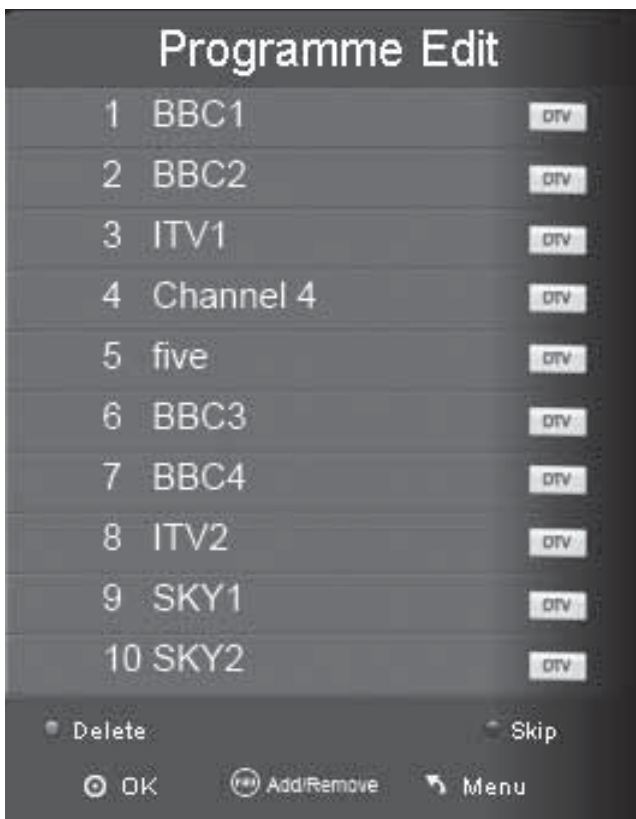 Programme Edit
1 BBC1 DTV
2 BBC2 DTV
3 ITV1 DTV
4 Channel 4 DTV
5 five DTV
6 BBC3 DTV
7 BBC4 DTV
8 ITV2 DTV
9 SKY1 DTV
10 SKY2 DTV
Delete Skip
OK Add/Remove Menu